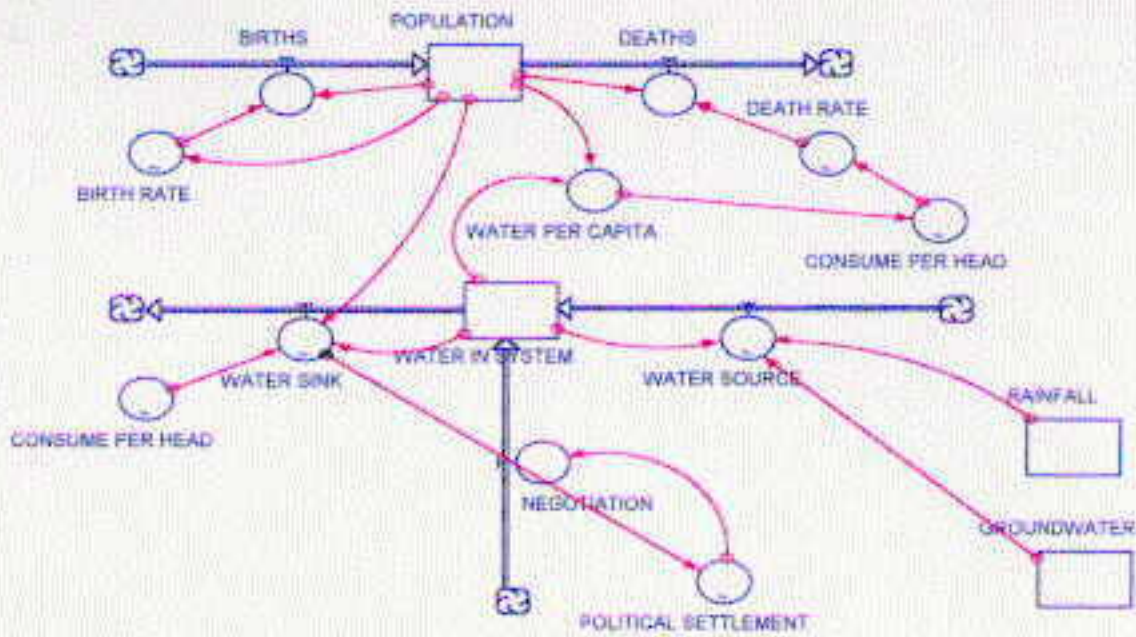 POPULATION
BIRTHS
DEATHS
DEATH RATE
BIRTH RATE
WATER PER CAPITA
CONSUME PER HEAD
WATER IN SYSTEM
WATER SINK
WATER SOURCE
RAINFALL
CONSUME PER HEAD
NEGOTIATION
GROUNDWATER
POLITICAL SETTLEMENT